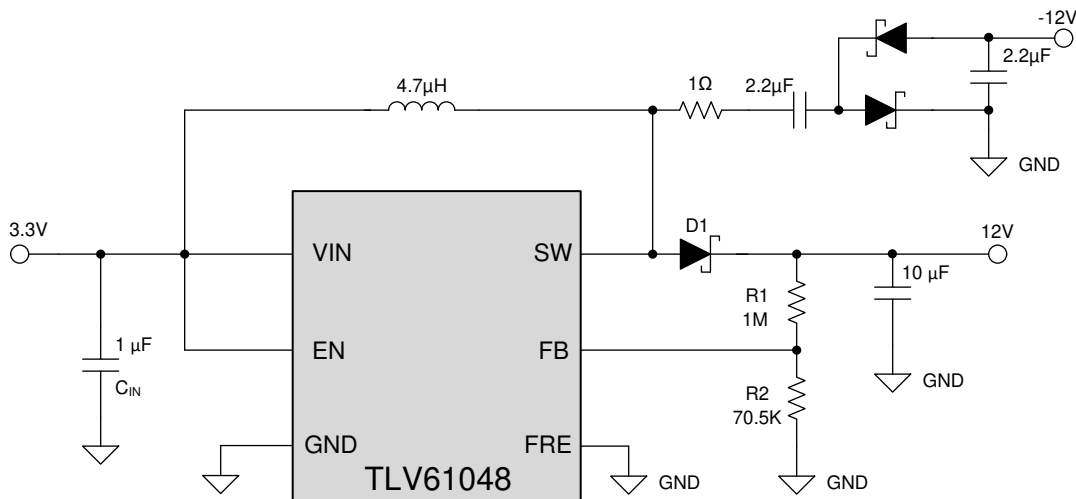 -12V
2.2µF
4.7µH
1Ω
2.2µF
GND
3.3V
VIN
SW
D1
12V
10 µF
R1
1M
1 µF
CIN
EN
FB
GND
R2
70.5K
GND
FRE
GND
GND
TLV61048